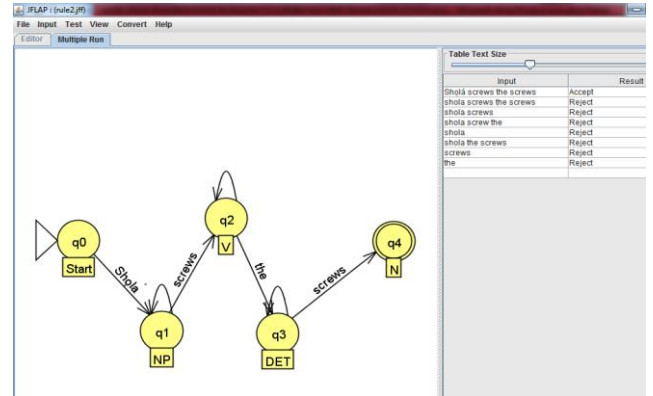 JFLAP : (rule2.jff)
File Input Test View Convert Help
Editor Multiple Run
Table Text Size
Input Result
Sholá screws the screws Accept
shola screws the screws Reject
shola screws Reject
shola screw the Reject
shola Reject
shola the screws Reject
screws Reject
the Reject
q2
V
q0
Start
q4
N
Shola
screws
the
screws
q1
NP
q3
DET